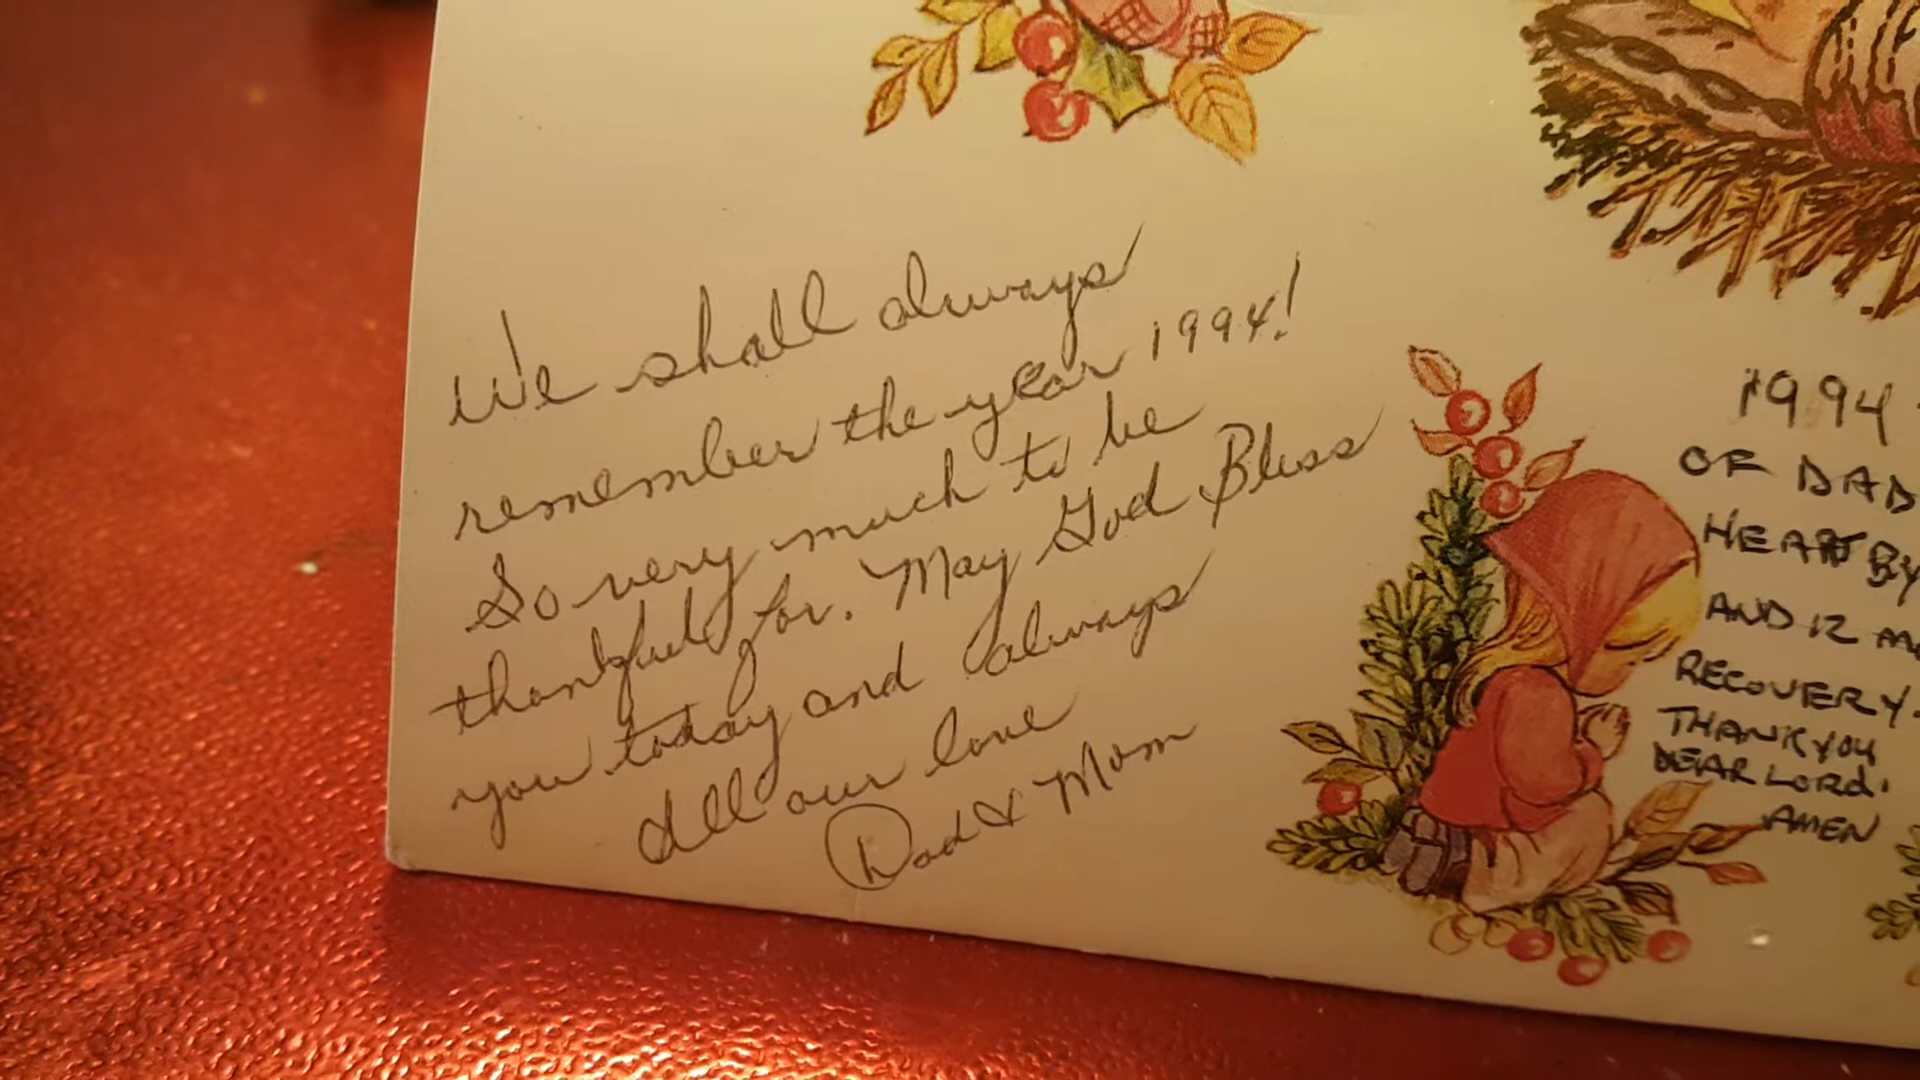 We shall always
remember the year 1994!
So very much to be
thankful for. May God Bless
you today and always
All our love
Dad & Mom
1994
OF DAD
HEART BY
AND 12
RECOVERY.
THANK YOU
DEAR LORD.
AMEN